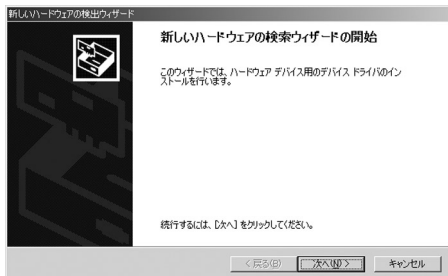 新しいハードウェアの検出ウィザード
新しいハードウェアの検索ウィザードの開始
このウィザードでは、ハードウェア デバイス用のデバイス ドライバのイン
ストールを行います。
続行するには、[次へ] をクリックしてください。
< 戻る(B)
次へ(N) >
キャンセル